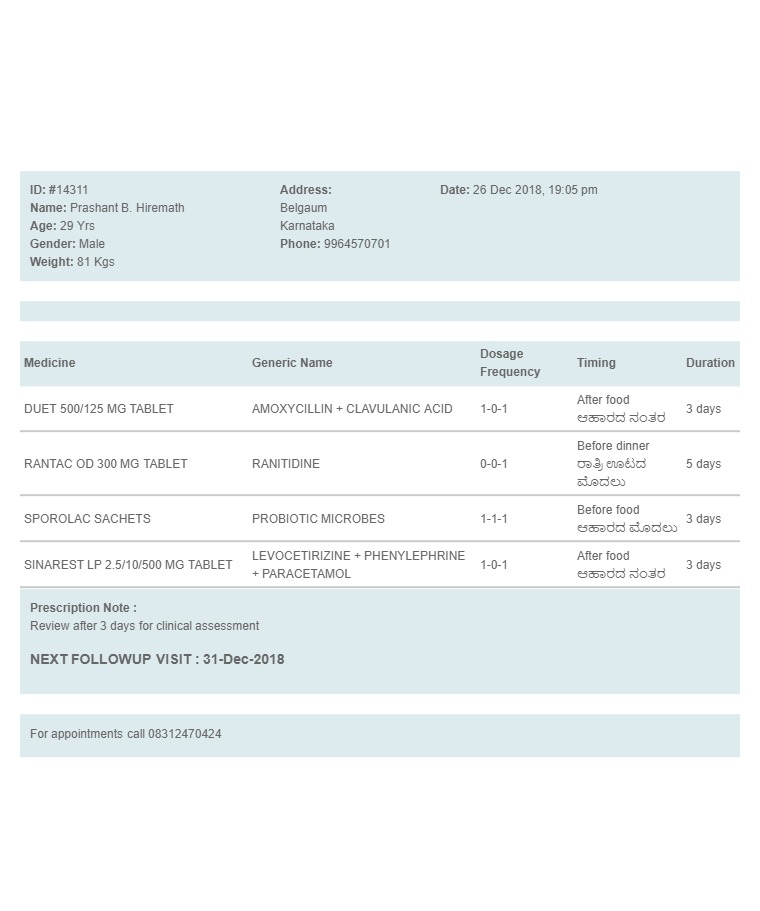 ID: #14311
Name: Prashant B. Hiremath
Age: 29 Yrs
Gender: Male
Weight: 81 Kgs
Address:
Belgaum
Karnataka
Phone: 9964570701
Date: 26 Dec 2018, 19:05 pm
Medicine Generic Name Dosage Frequency Timing Duration
DUET 500/125 MG TABLET AMOXYCILLIN + CLAVULANIC ACID 1-0-1 After food 3 days
ಆಹಾರದ ನಂತರ
RANTAC OD 300 MG TABLET RANITIDINE 0-0-1 Before dinner 5 days
ರಾತ್ರಿ ಊಟದ
ಮೊದಲು
SPOROLAC SACHETS PROBIOTIC MICROBES 1-1-1 Before food 3 days
ಆಹಾರದ ಮೊದಲು
SINAREST LP 2.5/10/500 MG TABLET LEVOCETIRIZINE + PHENYLEPHRINE 1-0-1 After food 3 days
+ PARACETAMOL ಆಹಾರದ ನಂತರ
Prescription Note :
Review after 3 days for clinical assessment
NEXT FOLLOWUP VISIT : 31-Dec-2018
For appointments call 08312470424